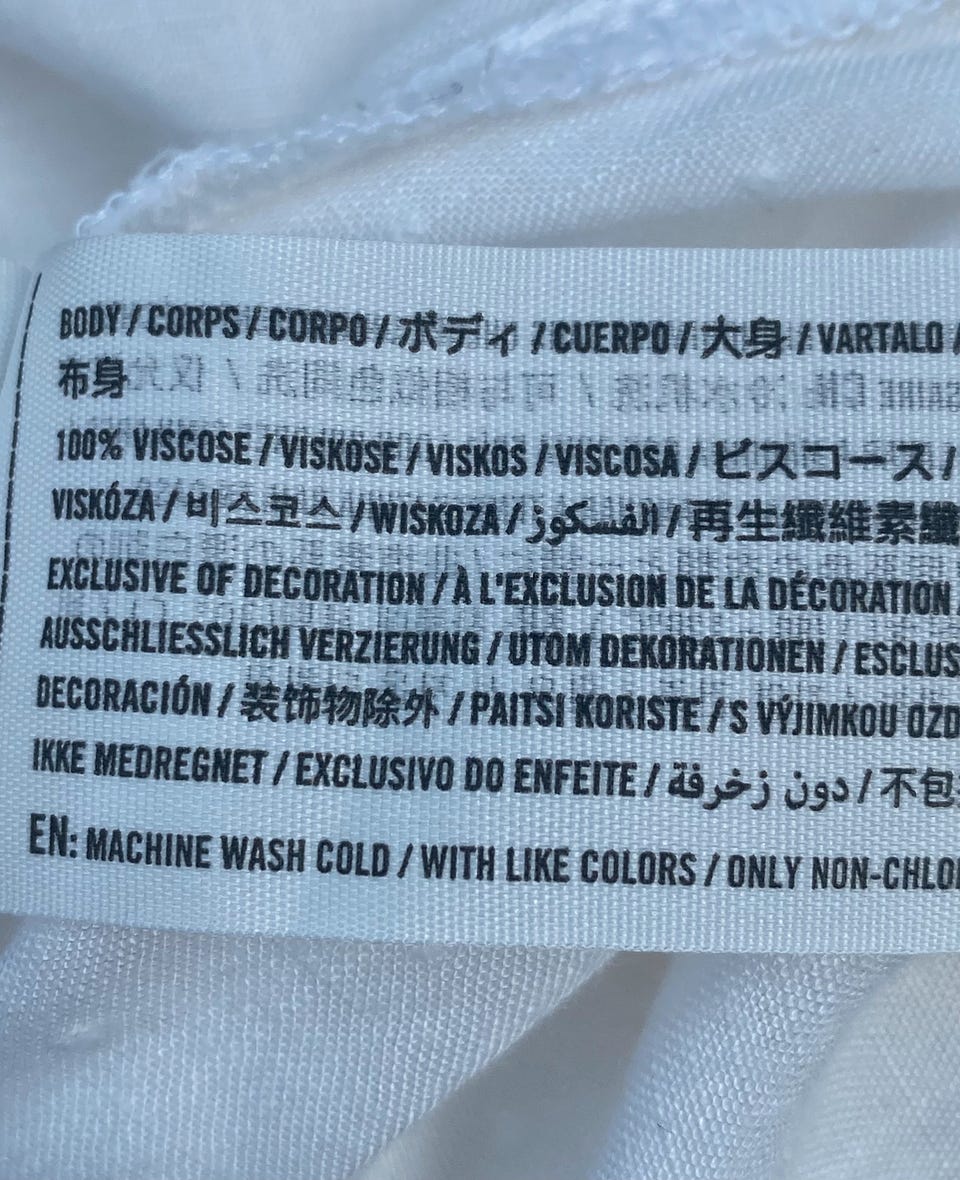 BODY / CORPS / CORPO / ボディ / CUERPO / 大身 / VARTALO /
布身
100% VISCOSE / VISKOSE / VISKOS / VISCOSA / ビスコース /
VISKÓZA / 비스코스 / WISKOZA / الفسكوز / 再生纖維素纖
EXCLUSIVE OF DECORATION / À L'EXCLUSION DE LA DÉCORATION
AUSSCHLIESSLICH VERZIERUNG / UTOM DEKORATIONEN / ESCLUS
DECORACIÓN / 装饰物除外 / PAITSI KORISTE / S VÝJIMKOU OZD
IKKE MEDREGNET / EXCLUSIVO DO ENFEITE / دون زخرفة / 不包
EN: MACHINE WASH COLD / WITH LIKE COLORS / ONLY NON-CHLO